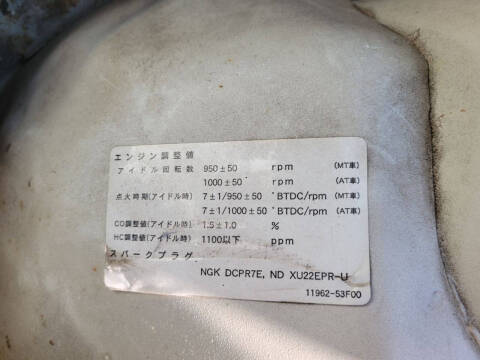 エンジン調整値
アイドル回転数 950±50 rpm (MT車)
1000±50 rpm (AT車)
点火時期(アイドル時) 7±1/950±50 °BTDC/rpm (MT車)
7±1/1000±50 °BTDC/rpm (AT車)
CO調整値(アイドル時) 1.5±1.0 %
HC調整値(アイドル時) 1100以下 ppm
スパークプラグ
NGK DCPR7E, ND XU22EPR-U
11962-53F00